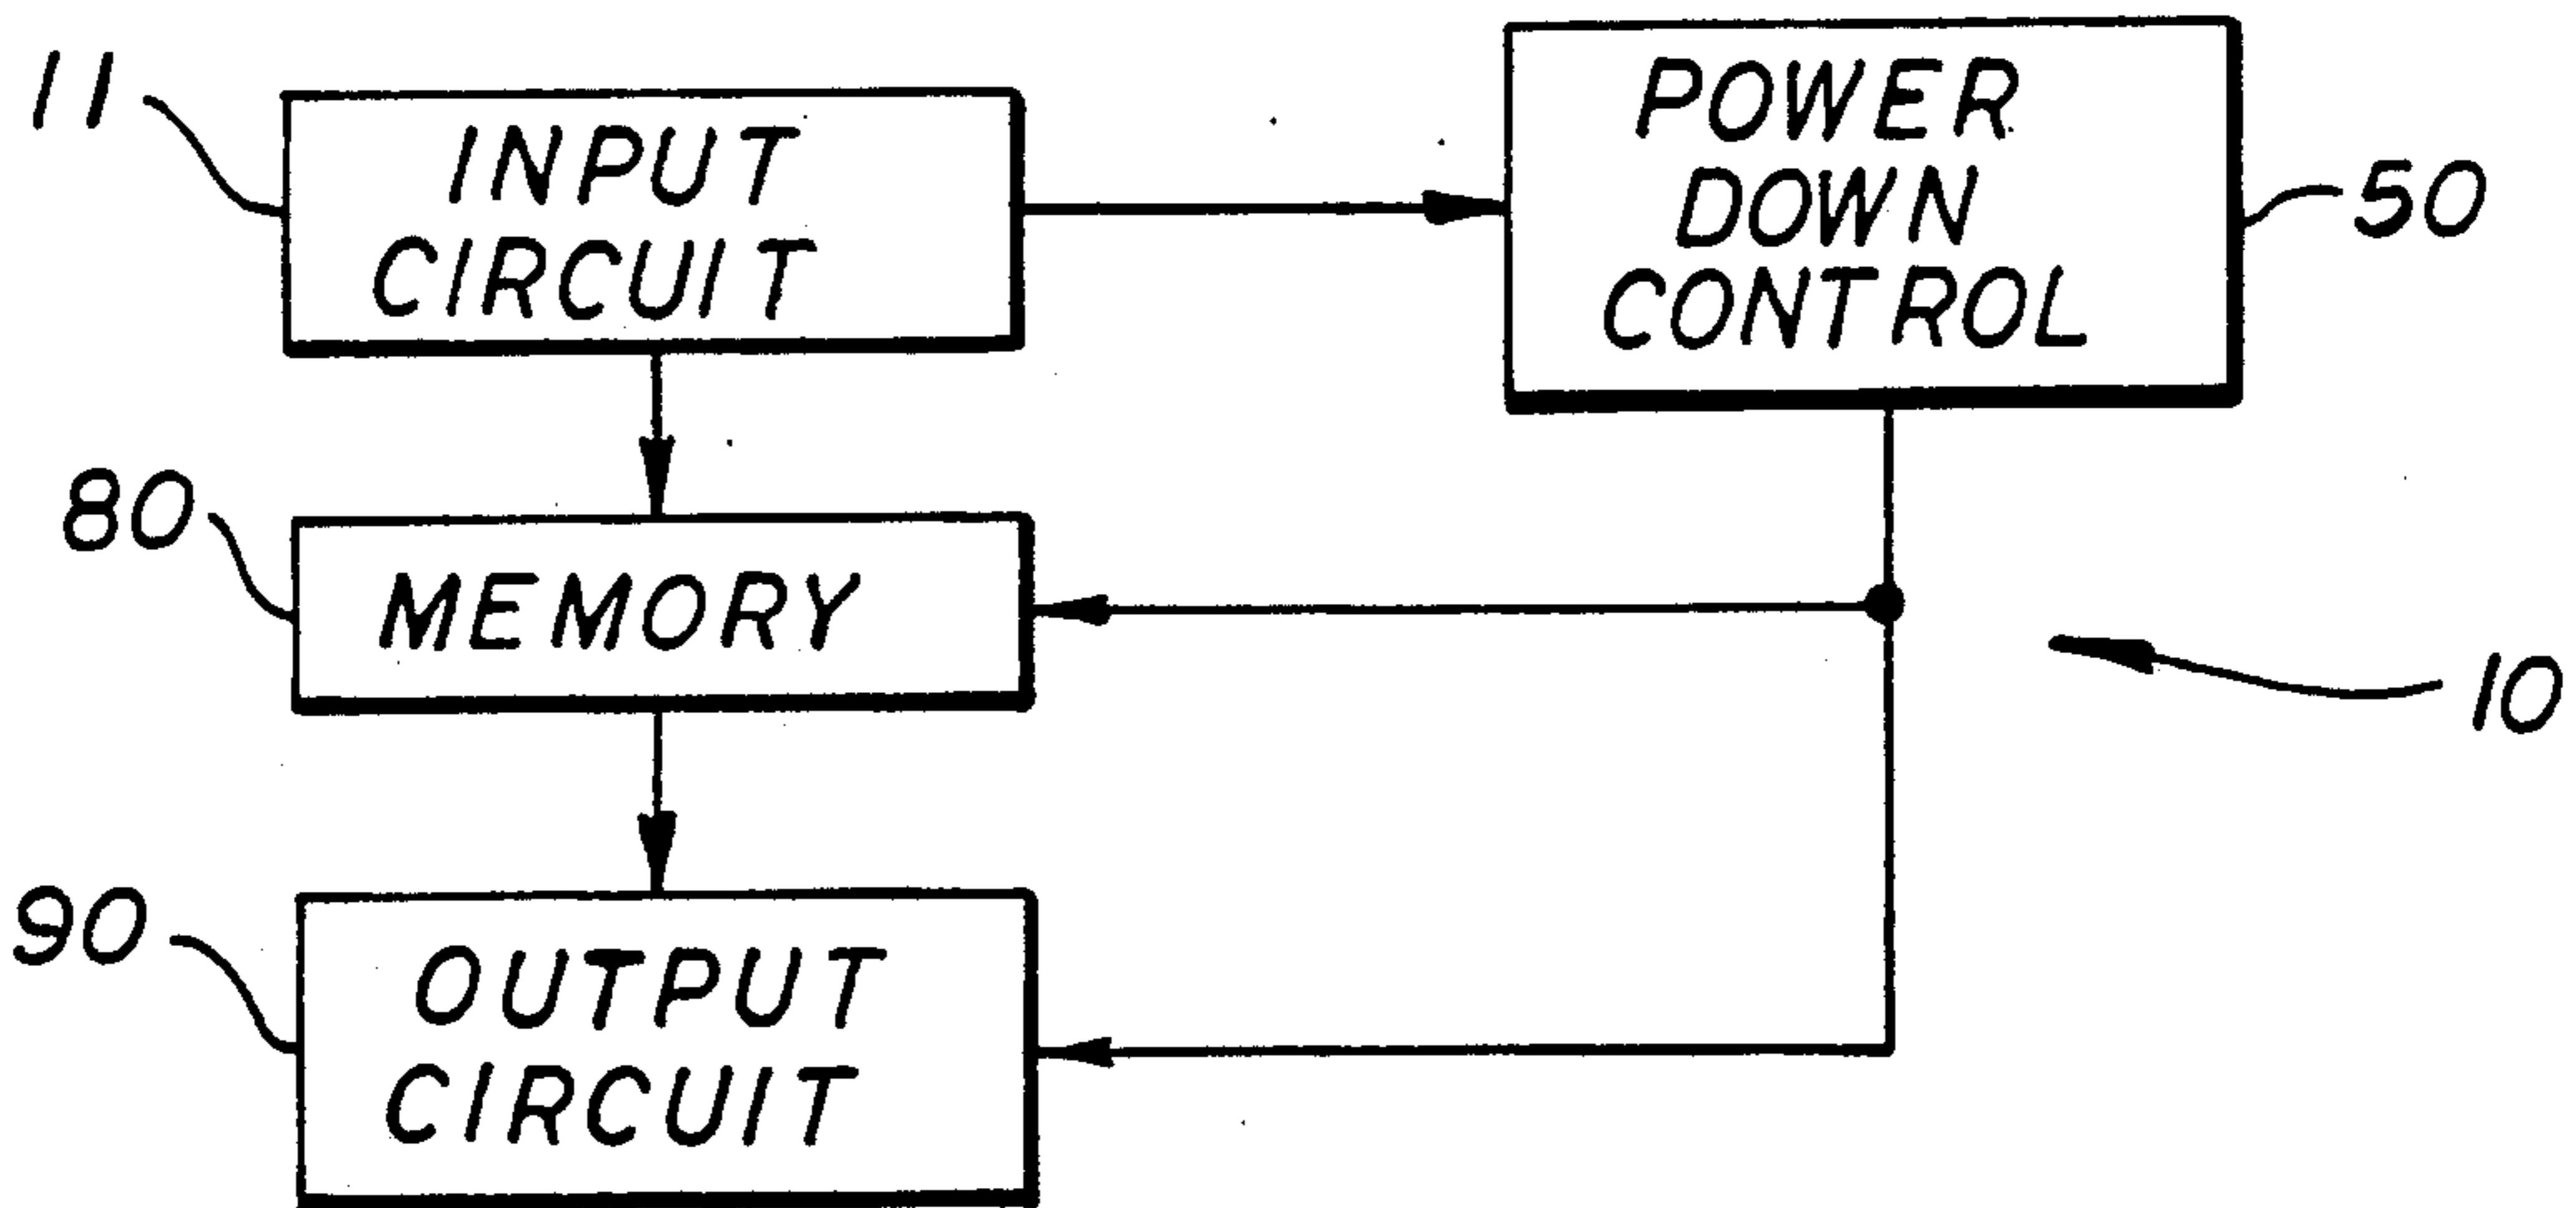 11
INPUT
CIRCUIT
POWER
DOWN
CONTROL
50
80
MEMORY
10
90
OUTPUT
CIRCUIT